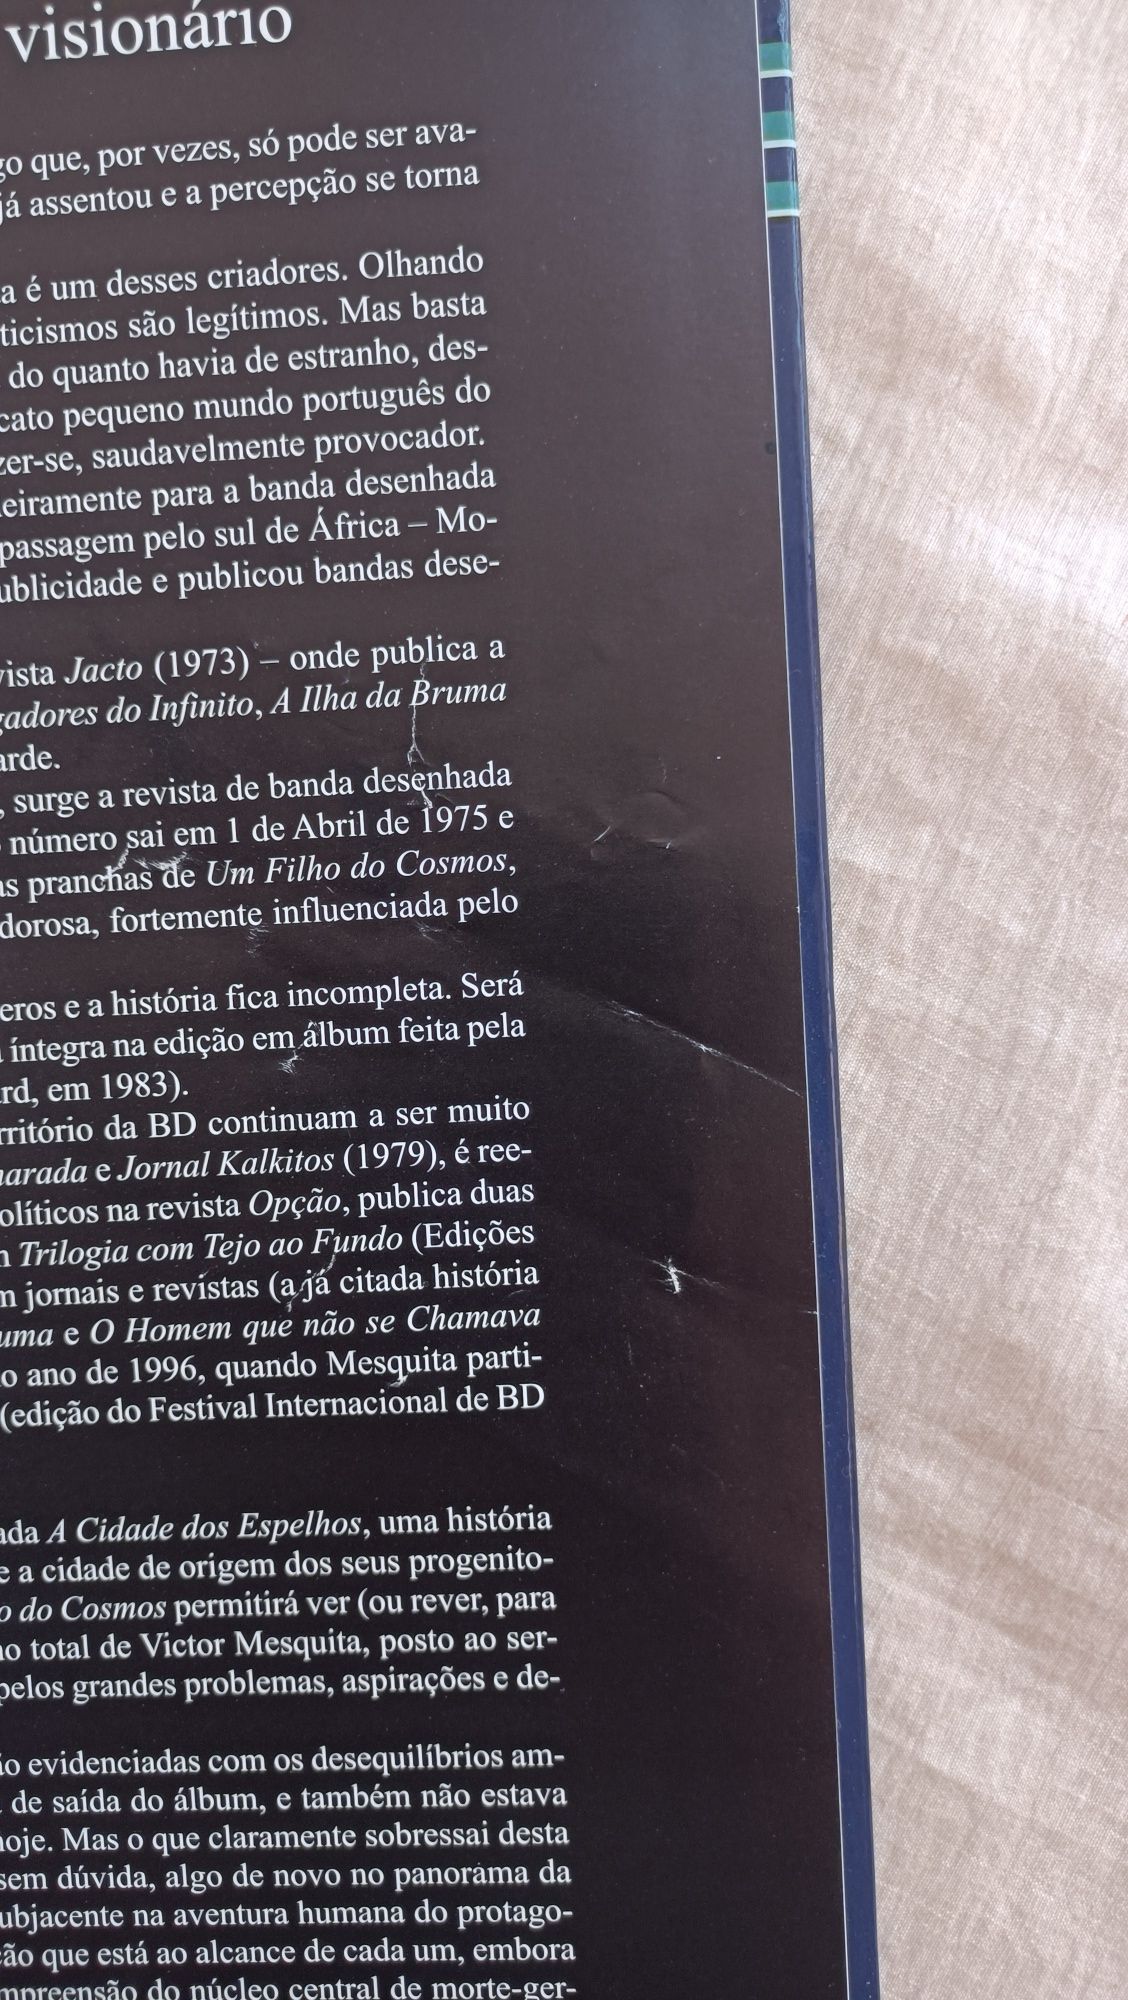 visionário
que, por vezes, só pode ser ava-
já assentou e a percepção se torna
é um desses criadores. Olhando
ticismos são legítimos. Mas basta
do quanto havia de estranho, des-
cato pequeno mundo português do
zer-se, saudavelmente provocador.
eiramente para a banda desenhada
passagem pelo sul de África – Mo-
ublicidade e publicou bandas dese-
vista Jacto (1973) – onde publica a
gadores do Infinito, A Ilha da Bruma
arde.
, surge a revista de banda desenhada
número sai em 1 de Abril de 1975 e
as pranchas de Um Filho do Cosmos,
dorosa, fortemente influenciada pelo
eros e a história fica incompleta. Será
íntegra na edição em álbum feita pela
ard, em 1983).
rritório da BD continuam a ser muito
arada e Jornal Kalkitos (1979), é ree-
olíticos na revista Opção, publica duas
Trilogia com Tejo ao Fundo (Edições
m jornais e revistas (a já citada história
uma e O Homem que não se Chamava
o ano de 1996, quando Mesquita parti-
(edição do Festival Internacional de BD
ada A Cidade dos Espelhos, uma história
e a cidade de origem dos seus progenito-
o do Cosmos permitirá ver (ou rever, para
ho total de Victor Mesquita, posto ao ser-
pelos grandes problemas, aspirações e de-
ão evidenciadas com os desequilíbrios am-
de saída do álbum, e também não estava
hoje. Mas o que claramente sobressai desta
sem dúvida, algo de novo no panorama da
ubjacente na aventura humana do protago-
ção que está ao alcance de cada um, embora
mpreensão do núcleo central de morte-ger-